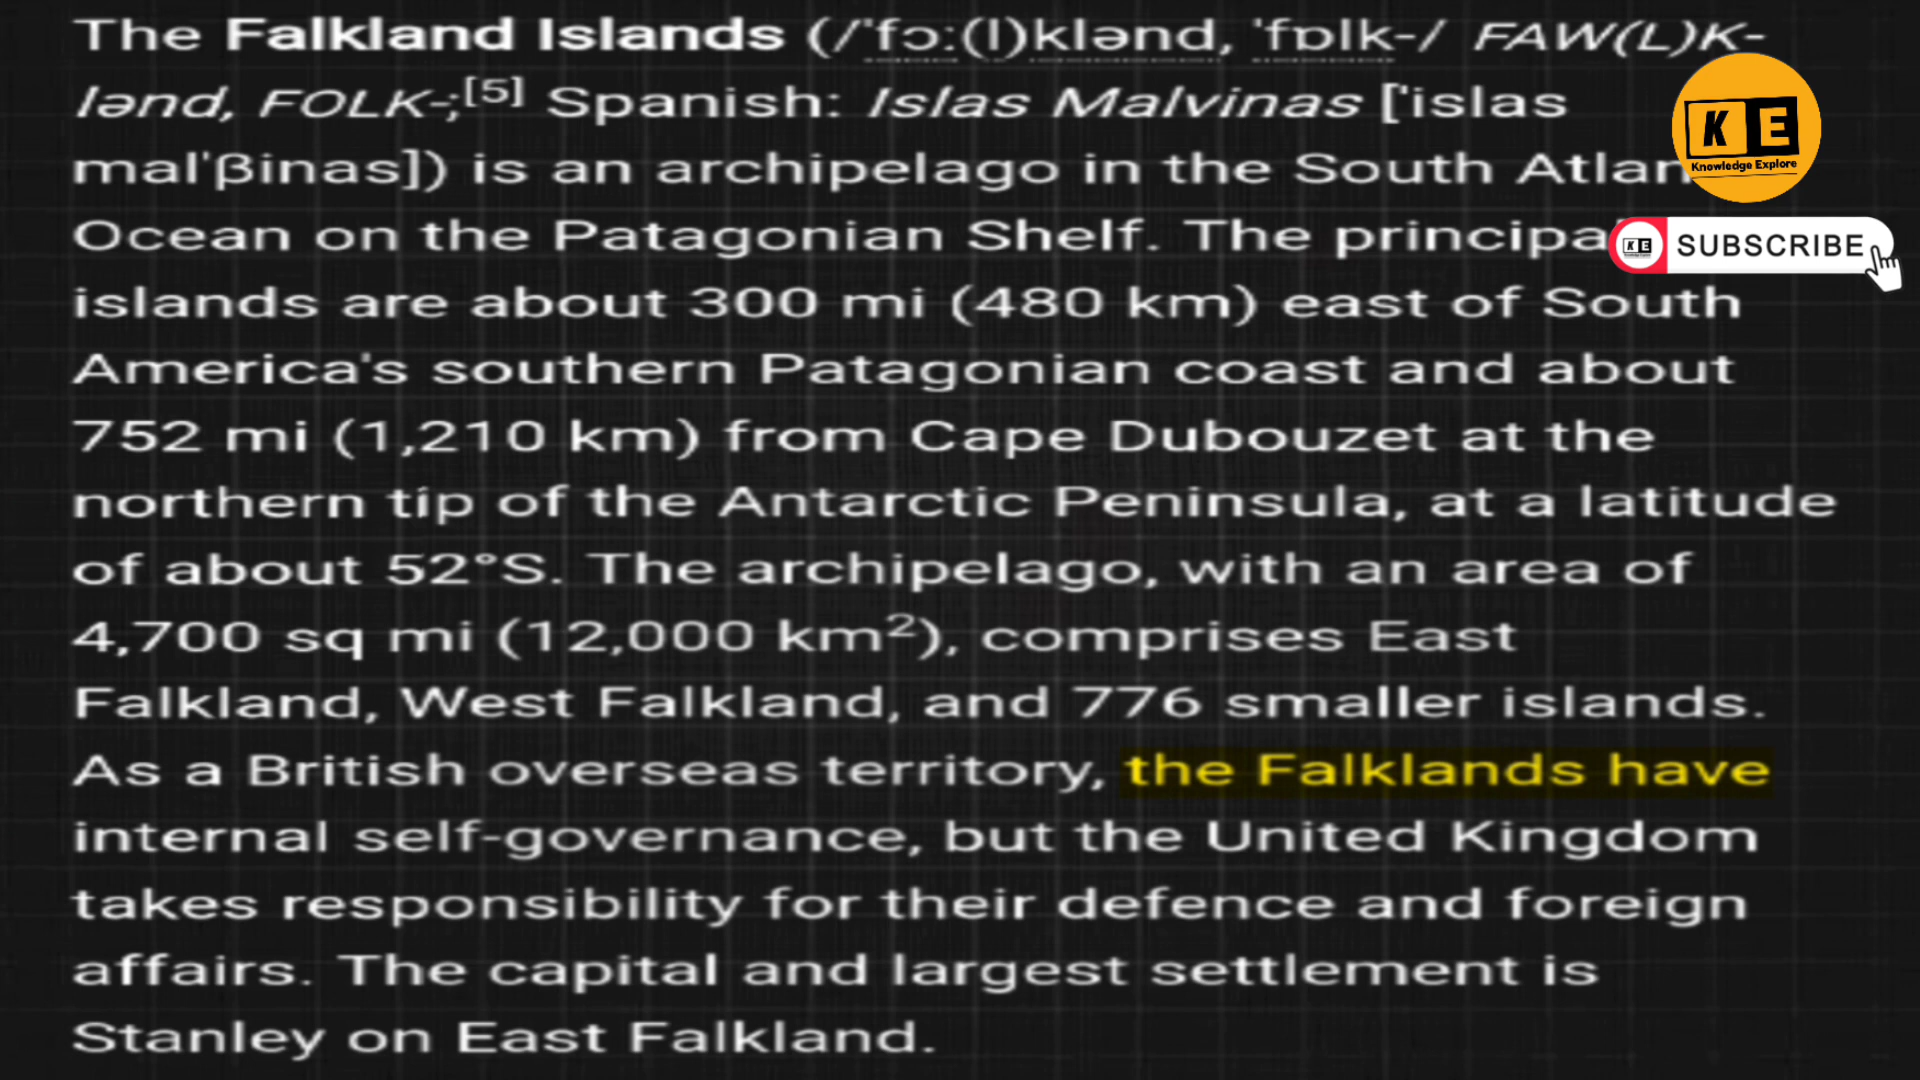 The Falkland Islands (/ˈfɔː(l)klənd, ˈfɒlk-/ FAW(L)K-
lənd, FOLK-;[5] Spanish: Islas Malvinas [ˈislas
malˈβinas]) is an archipelago in the South Atlan
Ocean on the Patagonian Shelf. The principa
islands are about 300 mi (480 km) east of South
America's southern Patagonian coast and about
752 mi (1,210 km) from Cape Dubouzet at the
northern tip of the Antarctic Peninsula, at a latitude
of about 52°S. The archipelago, with an area of
4,700 sq mi (12,000 km²), comprises East
Falkland, West Falkland, and 776 smaller islands.
As a British overseas territory, the Falklands have
internal self-governance, but the United Kingdom
takes responsibility for their defence and foreign
affairs. The capital and largest settlement is
Stanley on East Falkland.
KE
Knowledge Explore
KE
SUBSCRIBE